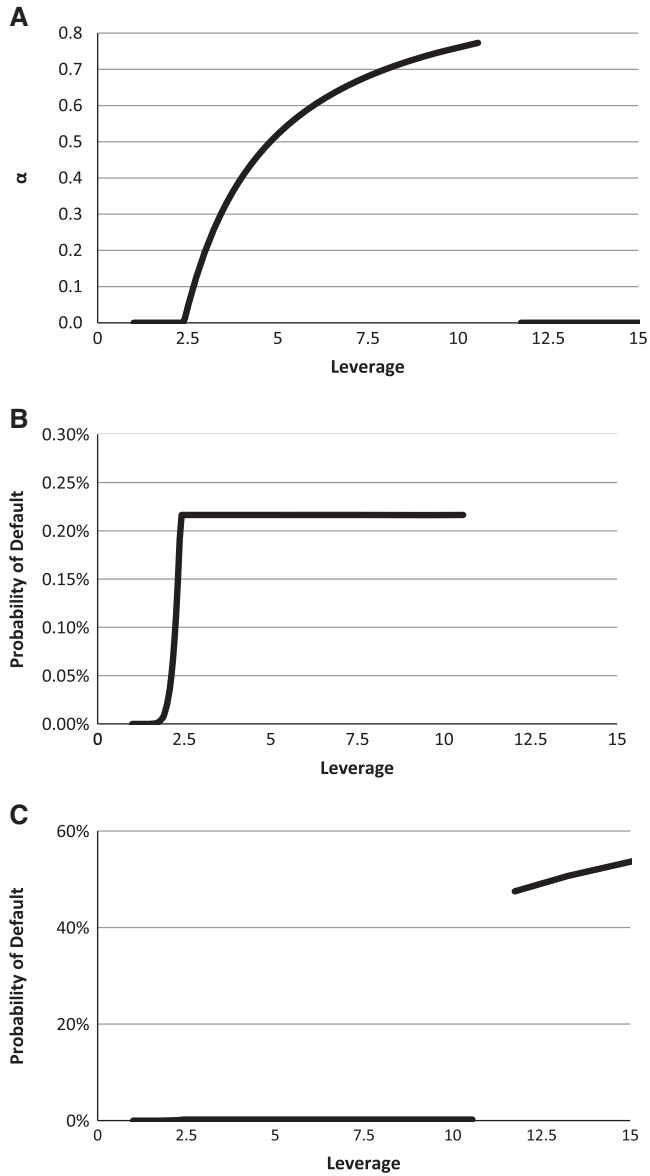 A
0.8
0.7
0.6
0.5
α
0.4
0.3
0.2
0.1
0.0
0 2.5 5 7.5 10 12.5 15
Leverage
B
0.30%
0.25%
0.20%
Probability of Default
0.15%
0.10%
0.05%
0.00%
0 2.5 5 7.5 10 12.5 15
Leverage
C
60%
40%
Probability of Default
20%
0%
0 2.5 5 7.5 10 12.5 15
Leverage